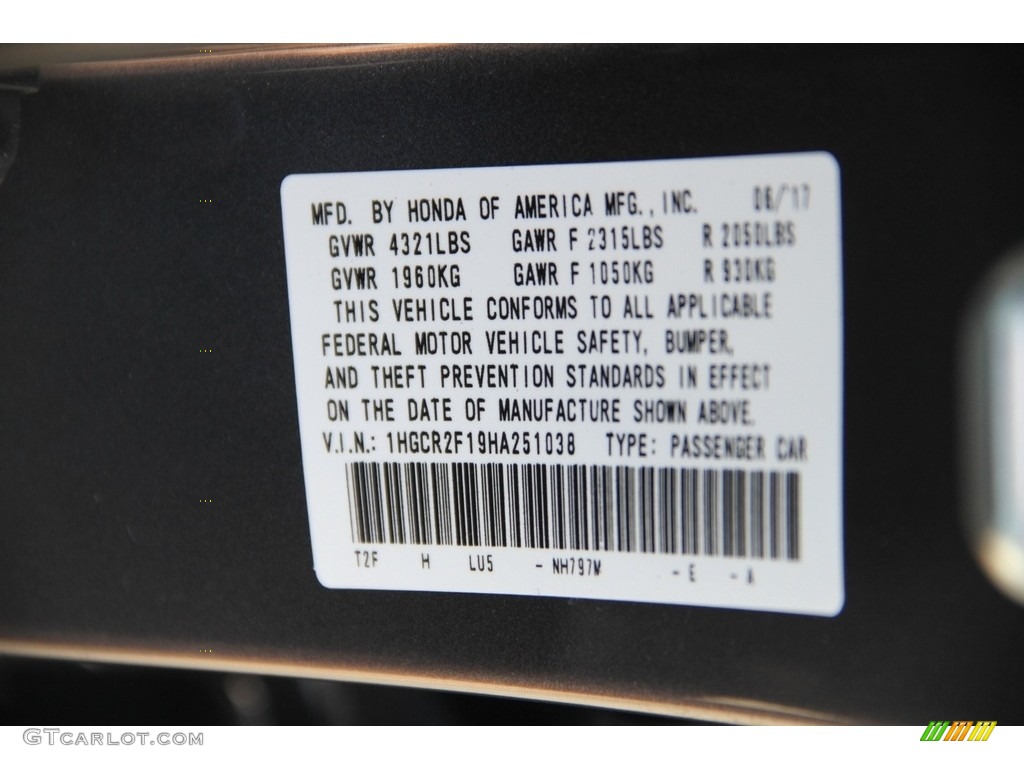 MFD. BY HONDA OF AMERICA MFG., INC. 06/17
GVWR 4321LBS GAWR F 2315LBS R 2050LBS
GVWR 1960KG GAWR F 1050KG R 930KG
THIS VEHICLE CONFORMS TO ALL APPLICABLE
FEDERAL MOTOR VEHICLE SAFETY, BUMPER,
AND THEFT PREVENTION STANDARDS IN EFFECT
ON THE DATE OF MANUFACTURE SHOWN ABOVE.
V.I.N.: 1HGCR2F19HA251038 TYPE: PASSENGER CAR
T2F H LU5 - NH797M - E - A
GTCarlot.com